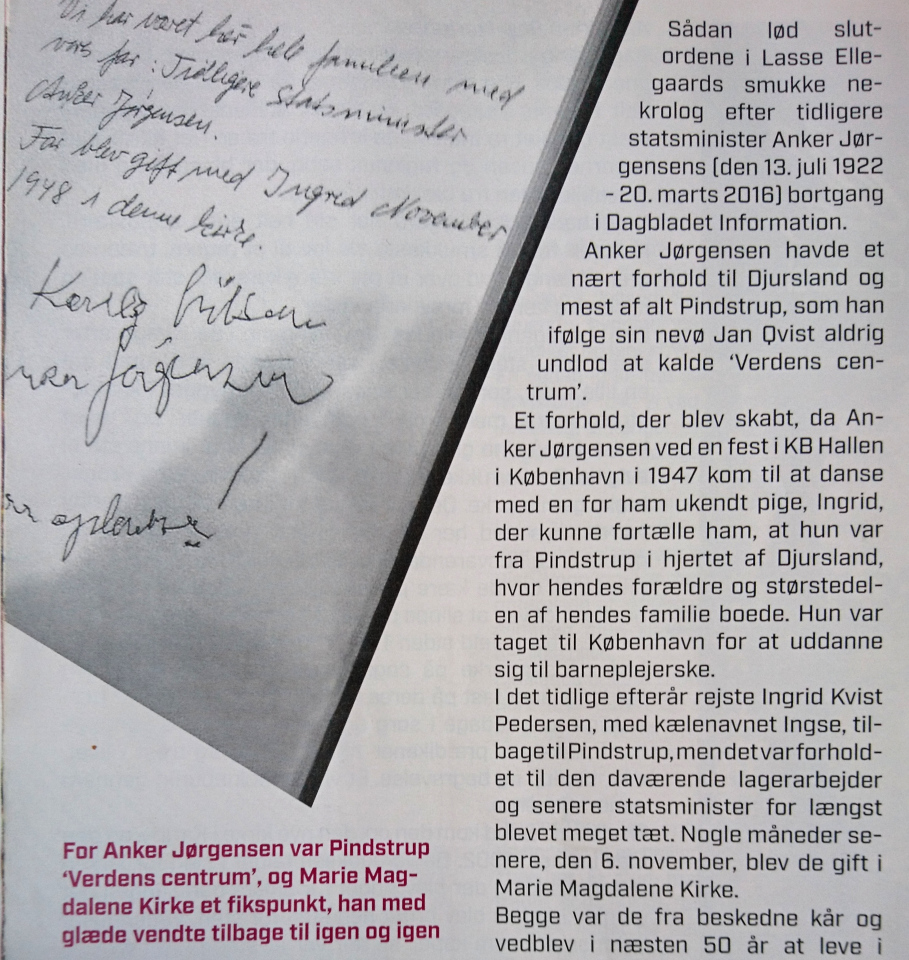 Vi har været her hele familien med
vores far: Tidligere Statsminister
Anker Jørgensen.
Far blev gift med Ingrid November
1948 i denne kirke.
Kærlig hilsen
Jørgensen
oplevelse
For Anker Jørgensen var Pindstrup
‘Verdens centrum’, og Marie Mag-
dalene Kirke et fikspunkt, han med
glæde vendte tilbage til igen og igen
Sådan lød slut-
ordene i Lasse Elle-
gaards smukke ne-
krolog efter tidligere
statsminister Anker Jør-
gensens (den 13. juli 1922
- 20. marts 2016) bortgang
i Dagbladet Information.
Anker Jørgensen havde et
nært forhold til Djursland og
mest af alt Pindstrup, som han
ifølge sin nevø Jan Qvist aldrig
undlod at kalde ‘Verdens cen-
trum’.
Et forhold, der blev skabt, da An-
ker Jørgensen ved en fest i KB Hallen
i København i 1947 kom til at danse
med en for ham ukendt pige, Ingrid,
der kunne fortælle ham, at hun var
fra Pindstrup i hjertet af Djursland,
hvor hendes forældre og størstedel-
en af hendes familie boede. Hun var
taget til København for at uddanne
sig til barneplejerske.
I det tidlige efterår rejste Ingrid Kvist
Pedersen, med kælenavnet Ingse, til-
bage til Pindstrup, men det var forhold-
et til den daværende lagerarbejder
og senere statsminister for længst
blevet meget tæt. Nogle måneder se-
nere, den 6. november, blev de gift i
Marie Magdalene Kirke.
Begge var de fra beskedne kår og
vedblev i næsten 50 år at leve i